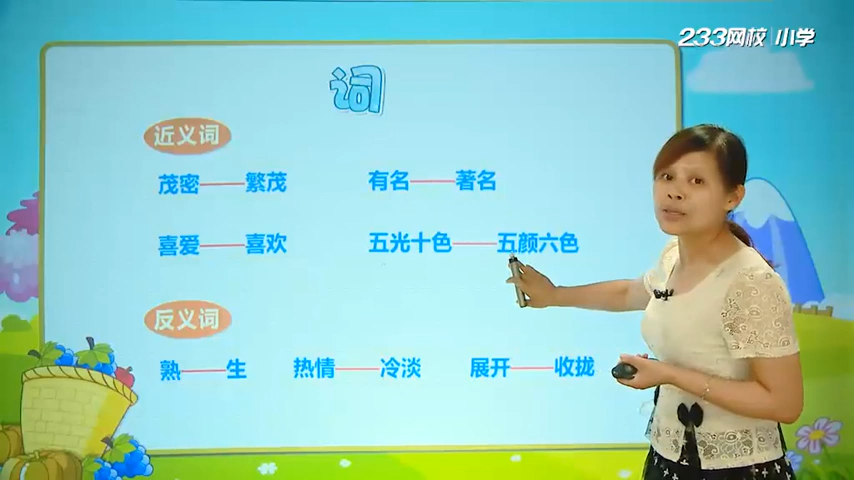 233网校 小学
词
近义词
茂密——繁茂 有名——著名
喜爱——喜欢 五光十色——五颜六色
反义词
熟——生 热情——冷淡 展开——收拢